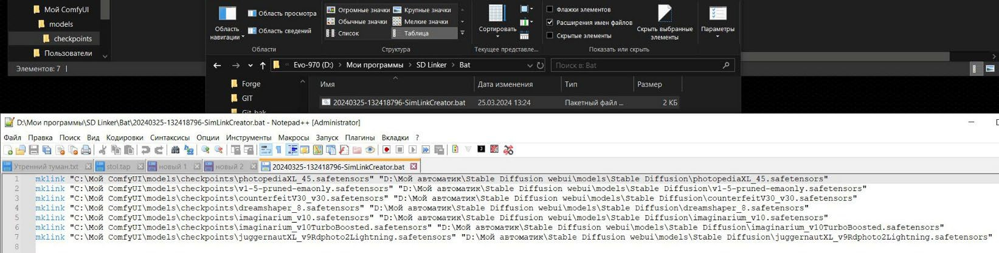 Мой ComfyUI
models
checkpoints
Пользователи
Элементов: 7
Область навигации
Область просмотра
Область сведений
Области
Огромные значки
Крупные значки
Обычные значки
Мелкие значки
Список
Таблица
Структура
Сортировать
Текущее представле...
Флажки элементов
Расширения имен файлов
Скрытые элементы
Скрыть выбранные
элементы
Показать или скрыть
Параметры
Evo-970 (D:) > Мои программы > SD Linker > Bat
Поиск в: Bat
Forge
GIT
Git-bak
Имя Дата изменения Тип Размер
20240325-132418796-SimLinkCreator.bat 25.03.2024 13:24 Пакетный файл ... 2 КБ
D:\Мои программы\SD Linker\Bat\20240325-132418796-SimLinkCreator.bat - Notepad++ [Administrator]
Файл Правка Поиск Вид Кодировки Синтаксисы Опции Инструменты Макросы Запуск Плагины Вкладки ?
Утренний туман.txt stol.tap новый 1 новый 2 20240325-132418796-SimLinkCreator.bat
1 mklink "C:\Мой ComfyUI\models\checkpoints\photopediaXL_45.safetensors" "D:\Мой автоматик\Stable Diffusion webui\models\Stable Diffusion\photopediaXL_45.safetensors"
2 mklink "C:\Мой ComfyUI\models\checkpoints\v1-5-pruned-emaonly.safetensors" "D:\Мой автоматик\Stable Diffusion webui\models\Stable Diffusion\v1-5-pruned-emaonly.safetensors"
3 mklink "C:\Мой ComfyUI\models\checkpoints\counterfeitV30_v30.safetensors" "D:\Мой автоматик\Stable Diffusion webui\models\Stable Diffusion\counterfeitV30_v30.safetensors"
4 mklink "C:\Мой ComfyUI\models\checkpoints\dreamshaper_8.safetensors" "D:\Мой автоматик\Stable Diffusion webui\models\Stable Diffusion\dreamshaper_8.safetensors"
5 mklink "C:\Мой ComfyUI\models\checkpoints\imaginarium_v10.safetensors" "D:\Мой автоматик\Stable Diffusion webui\models\Stable Diffusion\imaginarium_v10.safetensors"
6 mklink "C:\Мой ComfyUI\models\checkpoints\imaginarium_v10TurboBoosted.safetensors" "D:\Мой автоматик\Stable Diffusion webui\models\Stable Diffusion\imaginarium_v10TurboBoosted.safetensors"
7 mklink "C:\Мой ComfyUI\models\checkpoints\juggernautXL_v9Rdphoto2Lightning.safetensors" "D:\Мой автоматик\Stable Diffusion webui\models\Stable Diffusion\juggernautXL_v9Rdphoto2Lightning.safetensors"
8